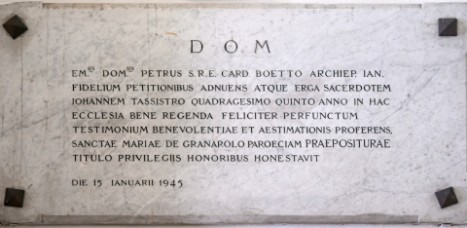 D O M
EM.US DOM.US PETRUS S.R.E. CARD. BOETTO ARCHIEP. IAN.
FIDELIUM PETITIONIBUS ADNUENS ATQUE ERGA SACERDOTEM
IOHANNEM TASSISTRO QUADRAGESIMO QUINTO ANNO IN HAC
ECCLESIA BENE REGENDA FELICITER PERFUNCTUM
TESTIMONIUM BENEVOLENTIAE ET AESTIMATIONIS PROFERENS,
SANCTAE MARIAE DE GRANAROLO PAROECIAM PRAEPOSITURAE
TITULO PRIVILEGIIS HONORIBUS HONESTAVIT
DIE 15 IANUARII 1945